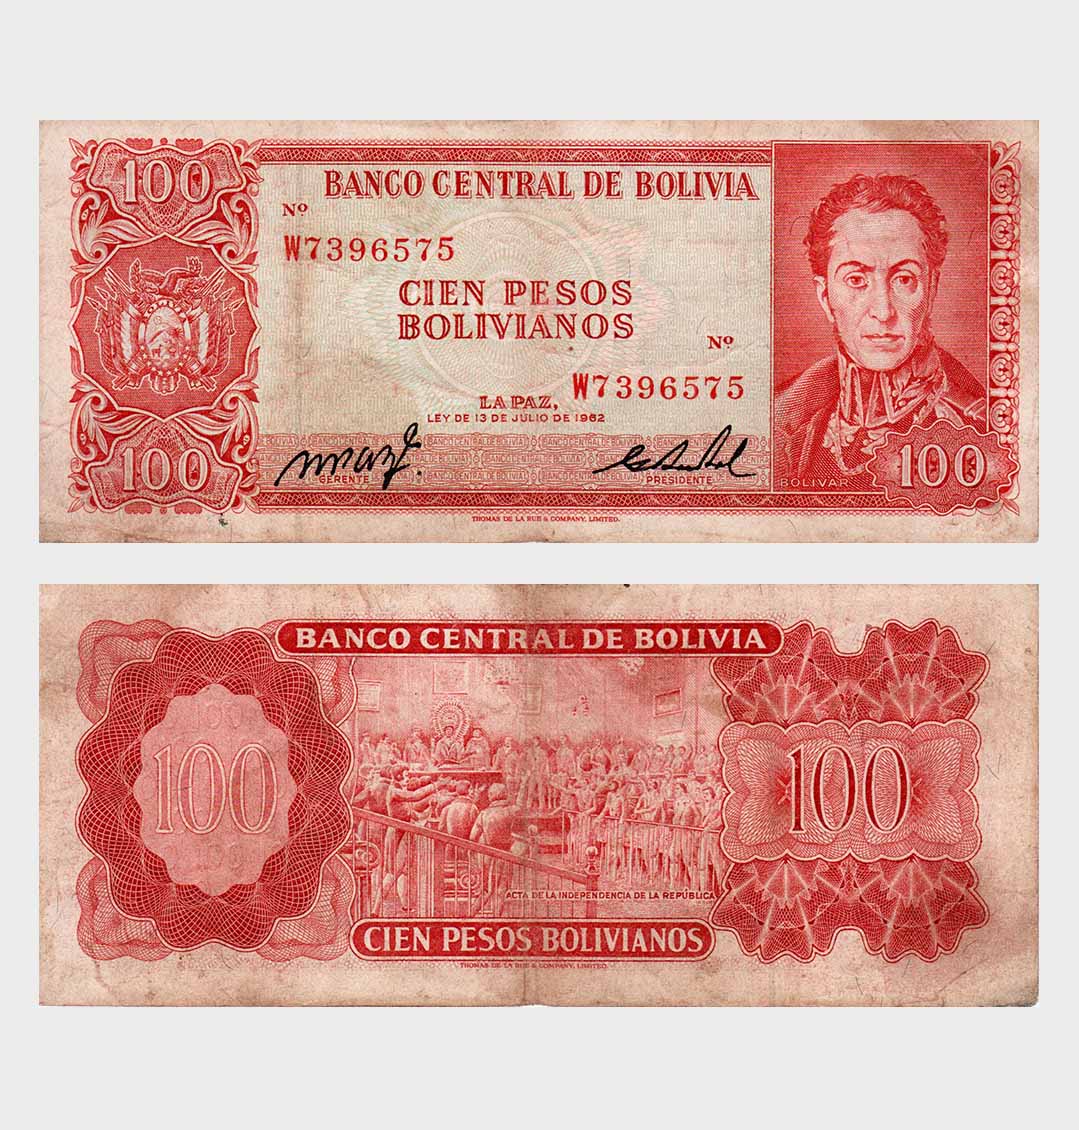 100
BANCO CENTRAL DE BOLIVIA
Nº
W7396575
CIEN PESOS
BOLIVIANOS
Nº
W7396575
LA PAZ,
LEY DE 13 DE JULIO DE 1962
GERENTE
PRESIDENTE
BOLIVAR
100
100
THOMAS DE LA RUE & COMPANY, LIMITED.
BANCO CENTRAL DE BOLIVIA
100
100
ACTA DE LA INDEPENDENCIA DE LA REPÚBLICA
CIEN PESOS BOLIVIANOS
THOMAS DE LA RUE & COMPANY, LIMITED.